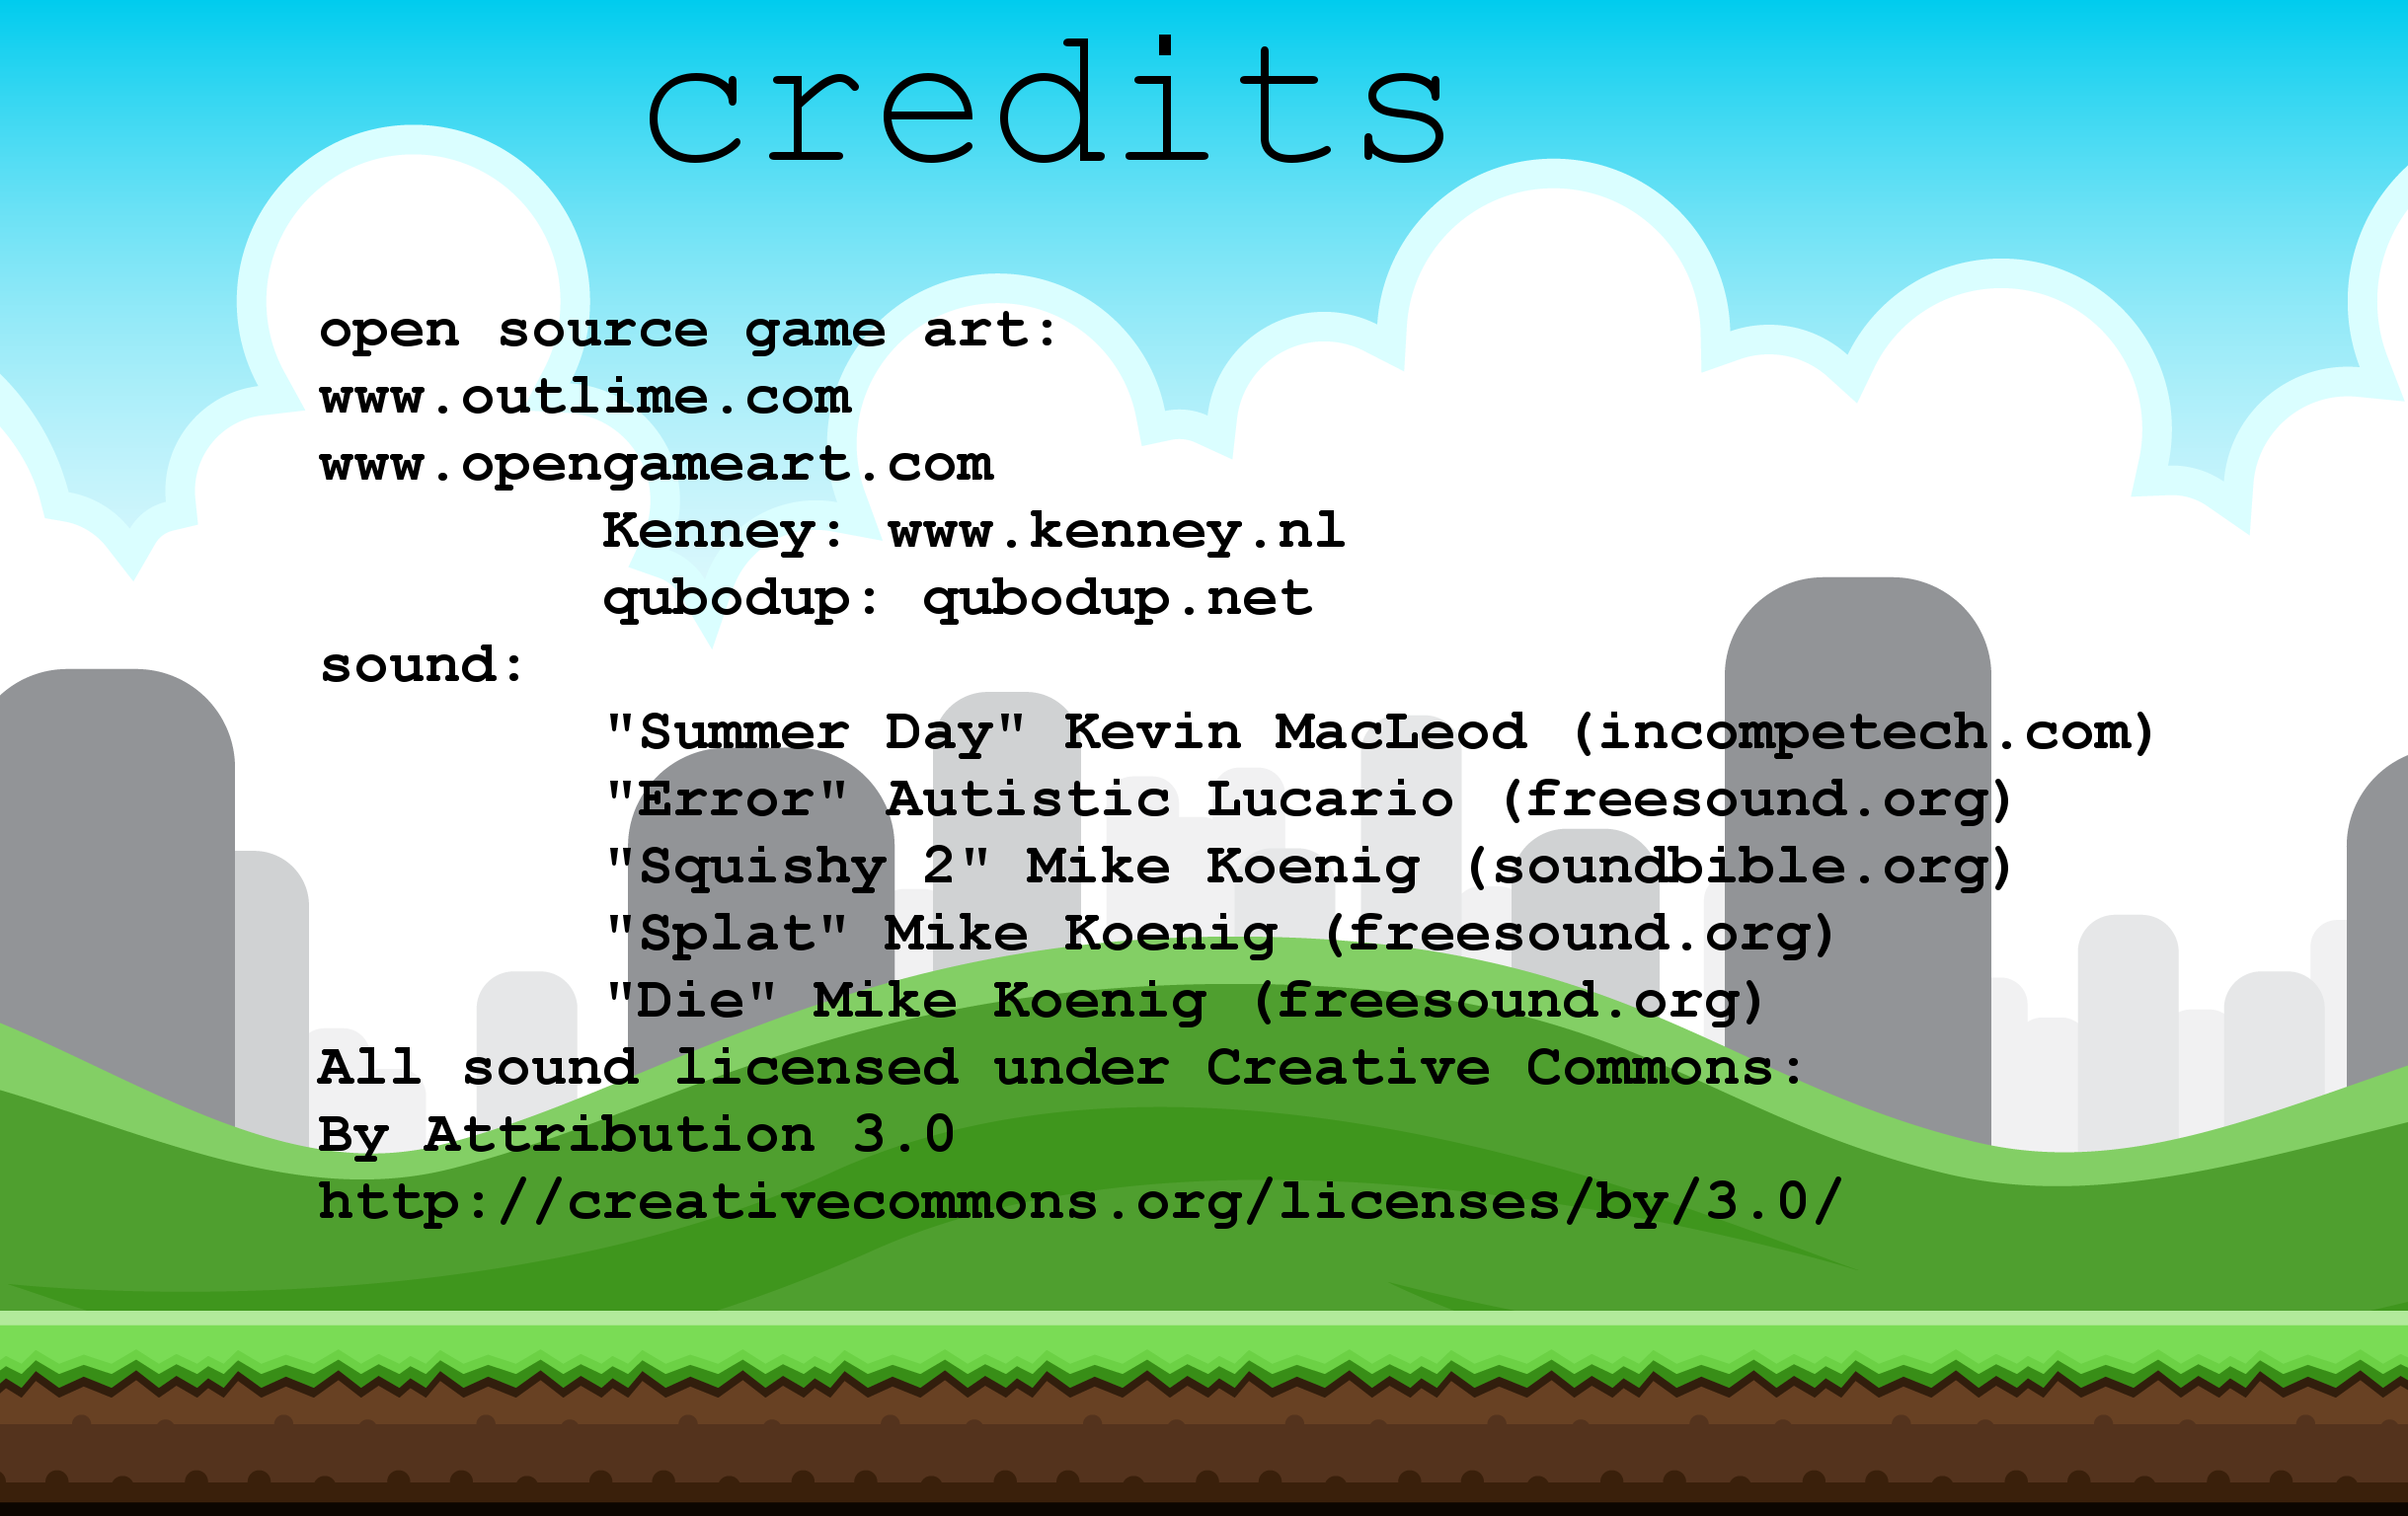 credits
open source game art:
www.outlime.com
www.opengameart.com
Kenney: www.kenney.nl
qubodup: qubodup.net
sound:
"Summer Day" Kevin MacLeod (incompetech.com)
"Error" Autistic Lucario (freesound.org)
"Squishy 2" Mike Koenig (soundbible.org)
"Splat" Mike Koenig (freesound.org)
"Die" Mike Koenig (freesound.org)
All sound licensed under Creative Commons:
By Attribution 3.0
http://creativecommons.org/licenses/by/3.0/